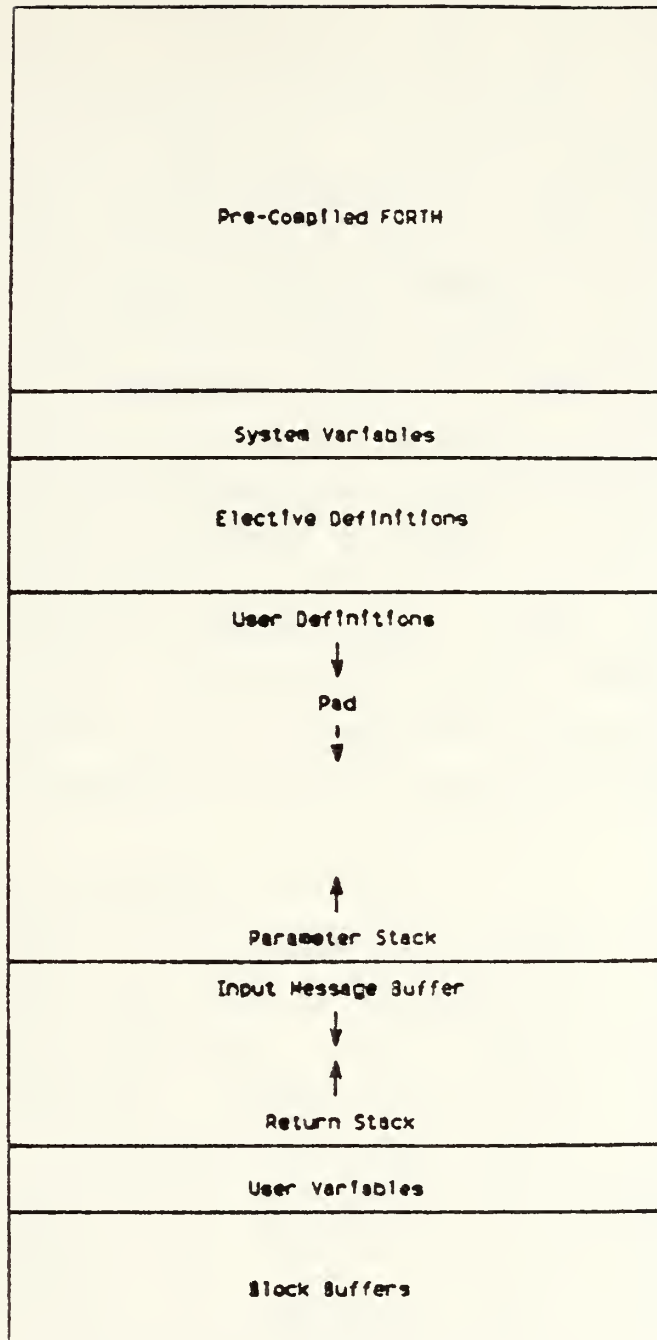 Pre-Compiled FORTH
System Variables
Elective Definitions
User Definitions
Pad
Parameter Stack
Input Message Buffer
Return Stack
User Variables
Block Buffers